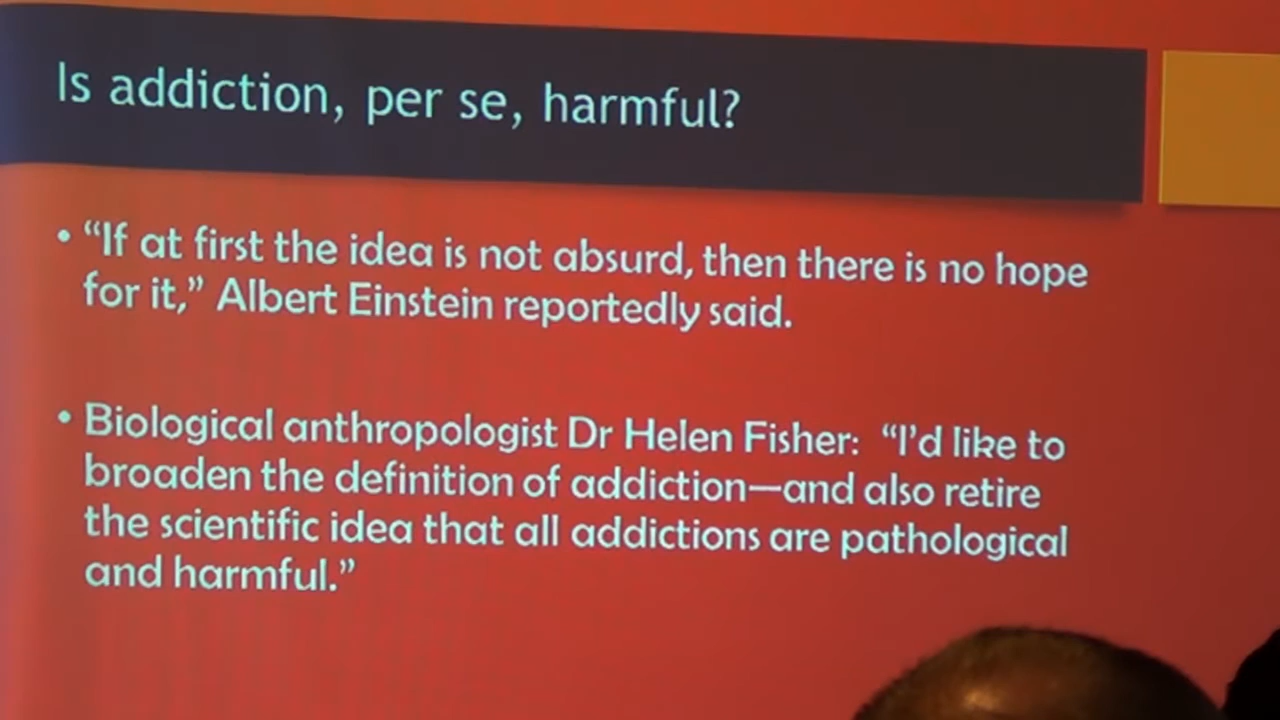 Is addiction, per se, harmful?
• “If at first the idea is not absurd, then there is no hope
for it,” Albert Einstein reportedly said.
• Biological anthropologist Dr Helen Fisher: “I’d like to
broaden the definition of addiction—and also retire
the scientific idea that all addictions are pathological
and harmful.”